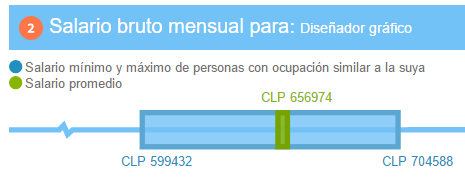 2 Salario bruto mensual para: Diseñador gráfico
Salario mínimo y máximo de personas con ocupación similar a la suya
Salario promedio
CLP 656974
CLP 599432 CLP 704588